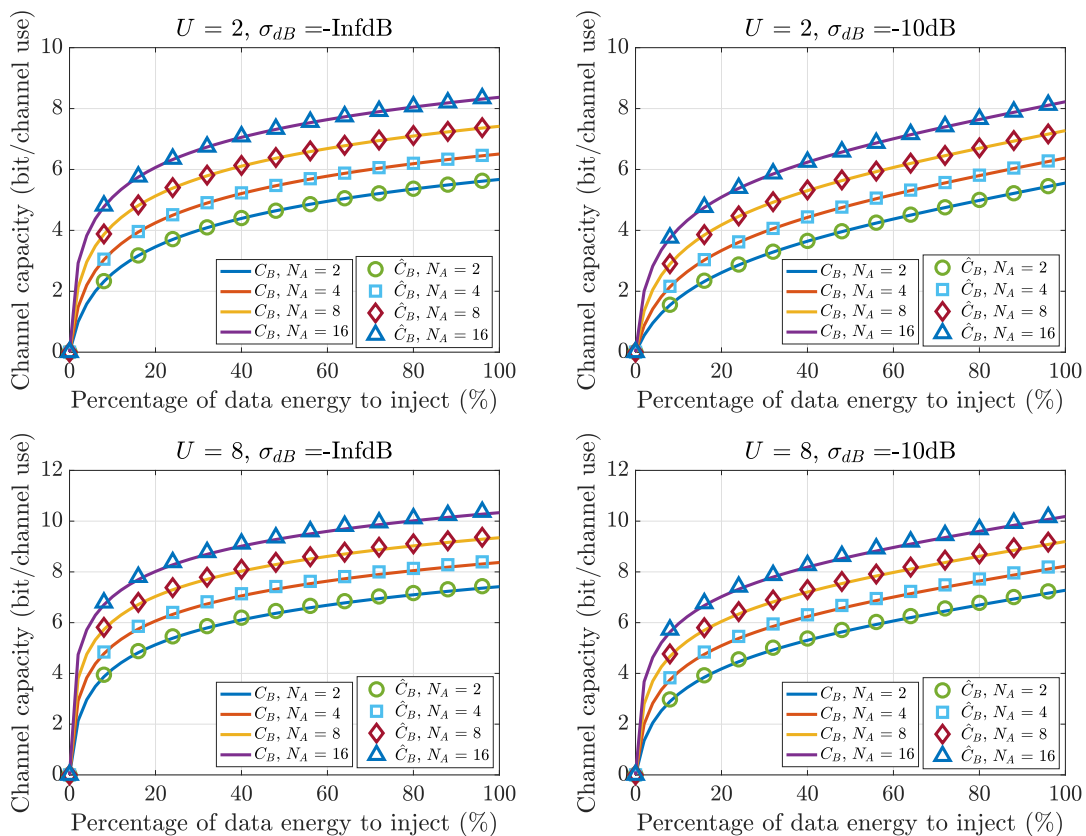 U = 2, σ_dB =-InfdB
Channel capacity (bit/channel use)
10
8
6
4
2
0
C_B, N_A = 2
C_B, N_A = 4
C_B, N_A = 8
C_B, N_A = 16
Ĉ_B, N_A = 2
Ĉ_B, N_A = 4
Ĉ_B, N_A = 8
Ĉ_B, N_A = 16
0 20 40 60 80 100
Percentage of data energy to inject (%)
U = 2, σ_dB =-10dB
Channel capacity (bit/channel use)
10
8
6
4
2
0
C_B, N_A = 2
C_B, N_A = 4
C_B, N_A = 8
C_B, N_A = 16
Ĉ_B, N_A = 2
Ĉ_B, N_A = 4
Ĉ_B, N_A = 8
Ĉ_B, N_A = 16
0 20 40 60 80 100
Percentage of data energy to inject (%)
U = 8, σ_dB =-InfdB
Channel capacity (bit/channel use)
12
10
8
6
4
2
0
C_B, N_A = 2
C_B, N_A = 4
C_B, N_A = 8
C_B, N_A = 16
Ĉ_B, N_A = 2
Ĉ_B, N_A = 4
Ĉ_B, N_A = 8
Ĉ_B, N_A = 16
0 20 40 60 80 100
Percentage of data energy to inject (%)
U = 8, σ_dB =-10dB
Channel capacity (bit/channel use)
12
10
8
6
4
2
0
C_B, N_A = 2
C_B, N_A = 4
C_B, N_A = 8
C_B, N_A = 16
Ĉ_B, N_A = 2
Ĉ_B, N_A = 4
Ĉ_B, N_A = 8
Ĉ_B, N_A = 16
0 20 40 60 80 100
Percentage of data energy to inject (%)